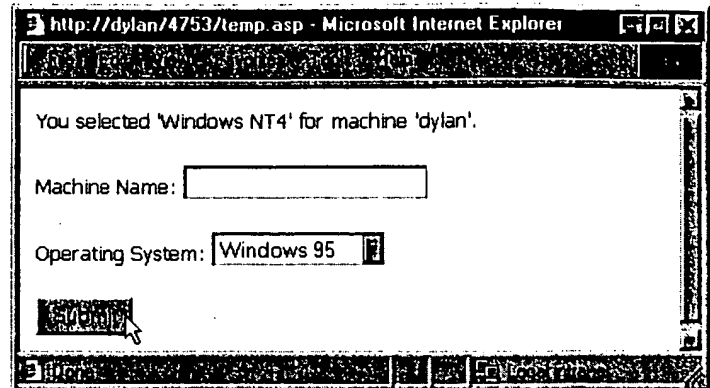 http://dylan/4753/temp.asp - Microsoft Internet Explorer
You selected 'Windows NT4' for machine 'dylan'.
Machine Name:
Operating System: Windows 95
Submit
Done